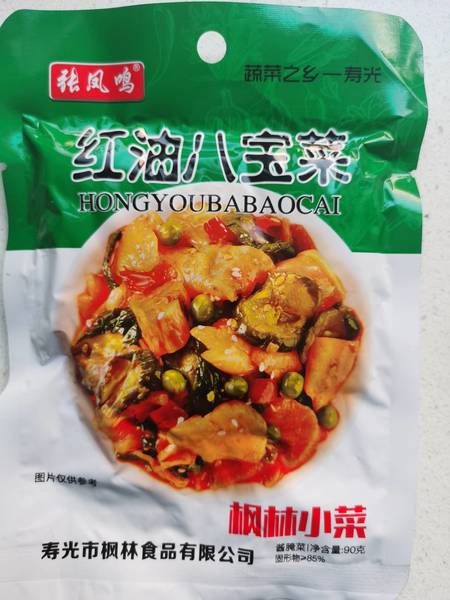 张凤鸣®
蔬菜之乡—寿光
红油八宝菜
HONGYOUBABAOCAI
图片仅供参考
枫林小菜
酱腌菜|净含量:90克
固形物≥85%
寿光市枫林食品有限公司